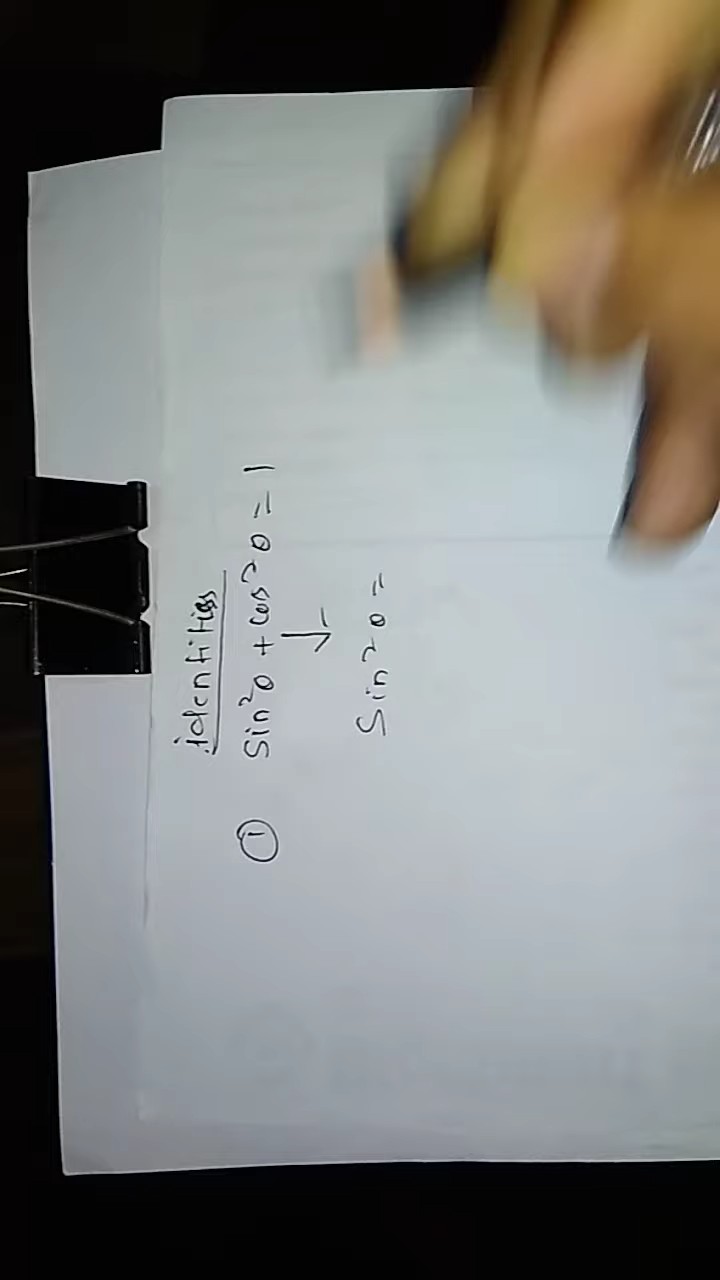 identities
① sin²θ + cos²θ = 1
↓
sin²θ =